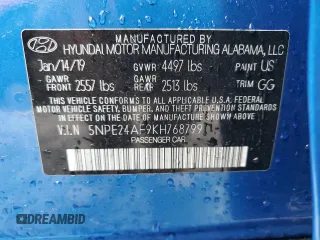 HYUNDAI
BY
HYUNDAI MOTOR MANUFACTURING ALABAMA, LLC
Jan/14/19 GVWR 4497 lbs PAINT US
GAWR FRONT 2557 lbs GAWR REAR 2513 lbs TRIM GG
THIS VEHICLE CONFORMS TO ALL APPLICABLE FEDERAL
MOTOR VEHICLE SAFETY, BUMPER, AND THEFT PREVENTION
STANDARDS IN EFFECT ON THE DATE OF MANUFACTURE SHOWN ABOVE.
V.I.N 5NPE24AF9KH768799
PASSENGER CAR
DREAMBID